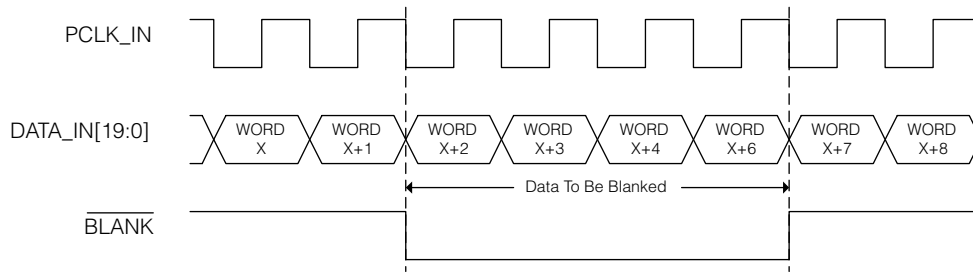 PCLK_IN
DATA_IN[19:0]
WORD X
WORD X+1
WORD X+2
WORD X+3
WORD X+4
WORD X+6
WORD X+7
WORD X+8
Data To Be Blanked
BLANK